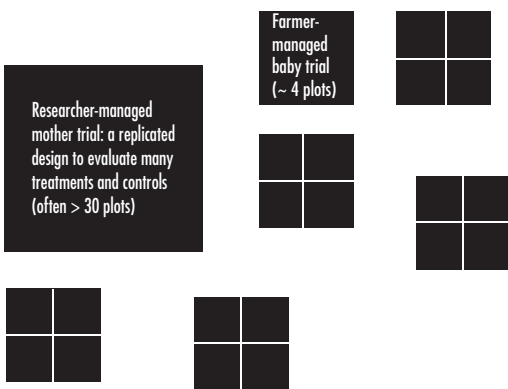 Farmer-
managed
baby trial
(~ 4 plots)
Researcher-managed
mother trial: a replicated
design to evaluate many
treatments and controls
(often > 30 plots)